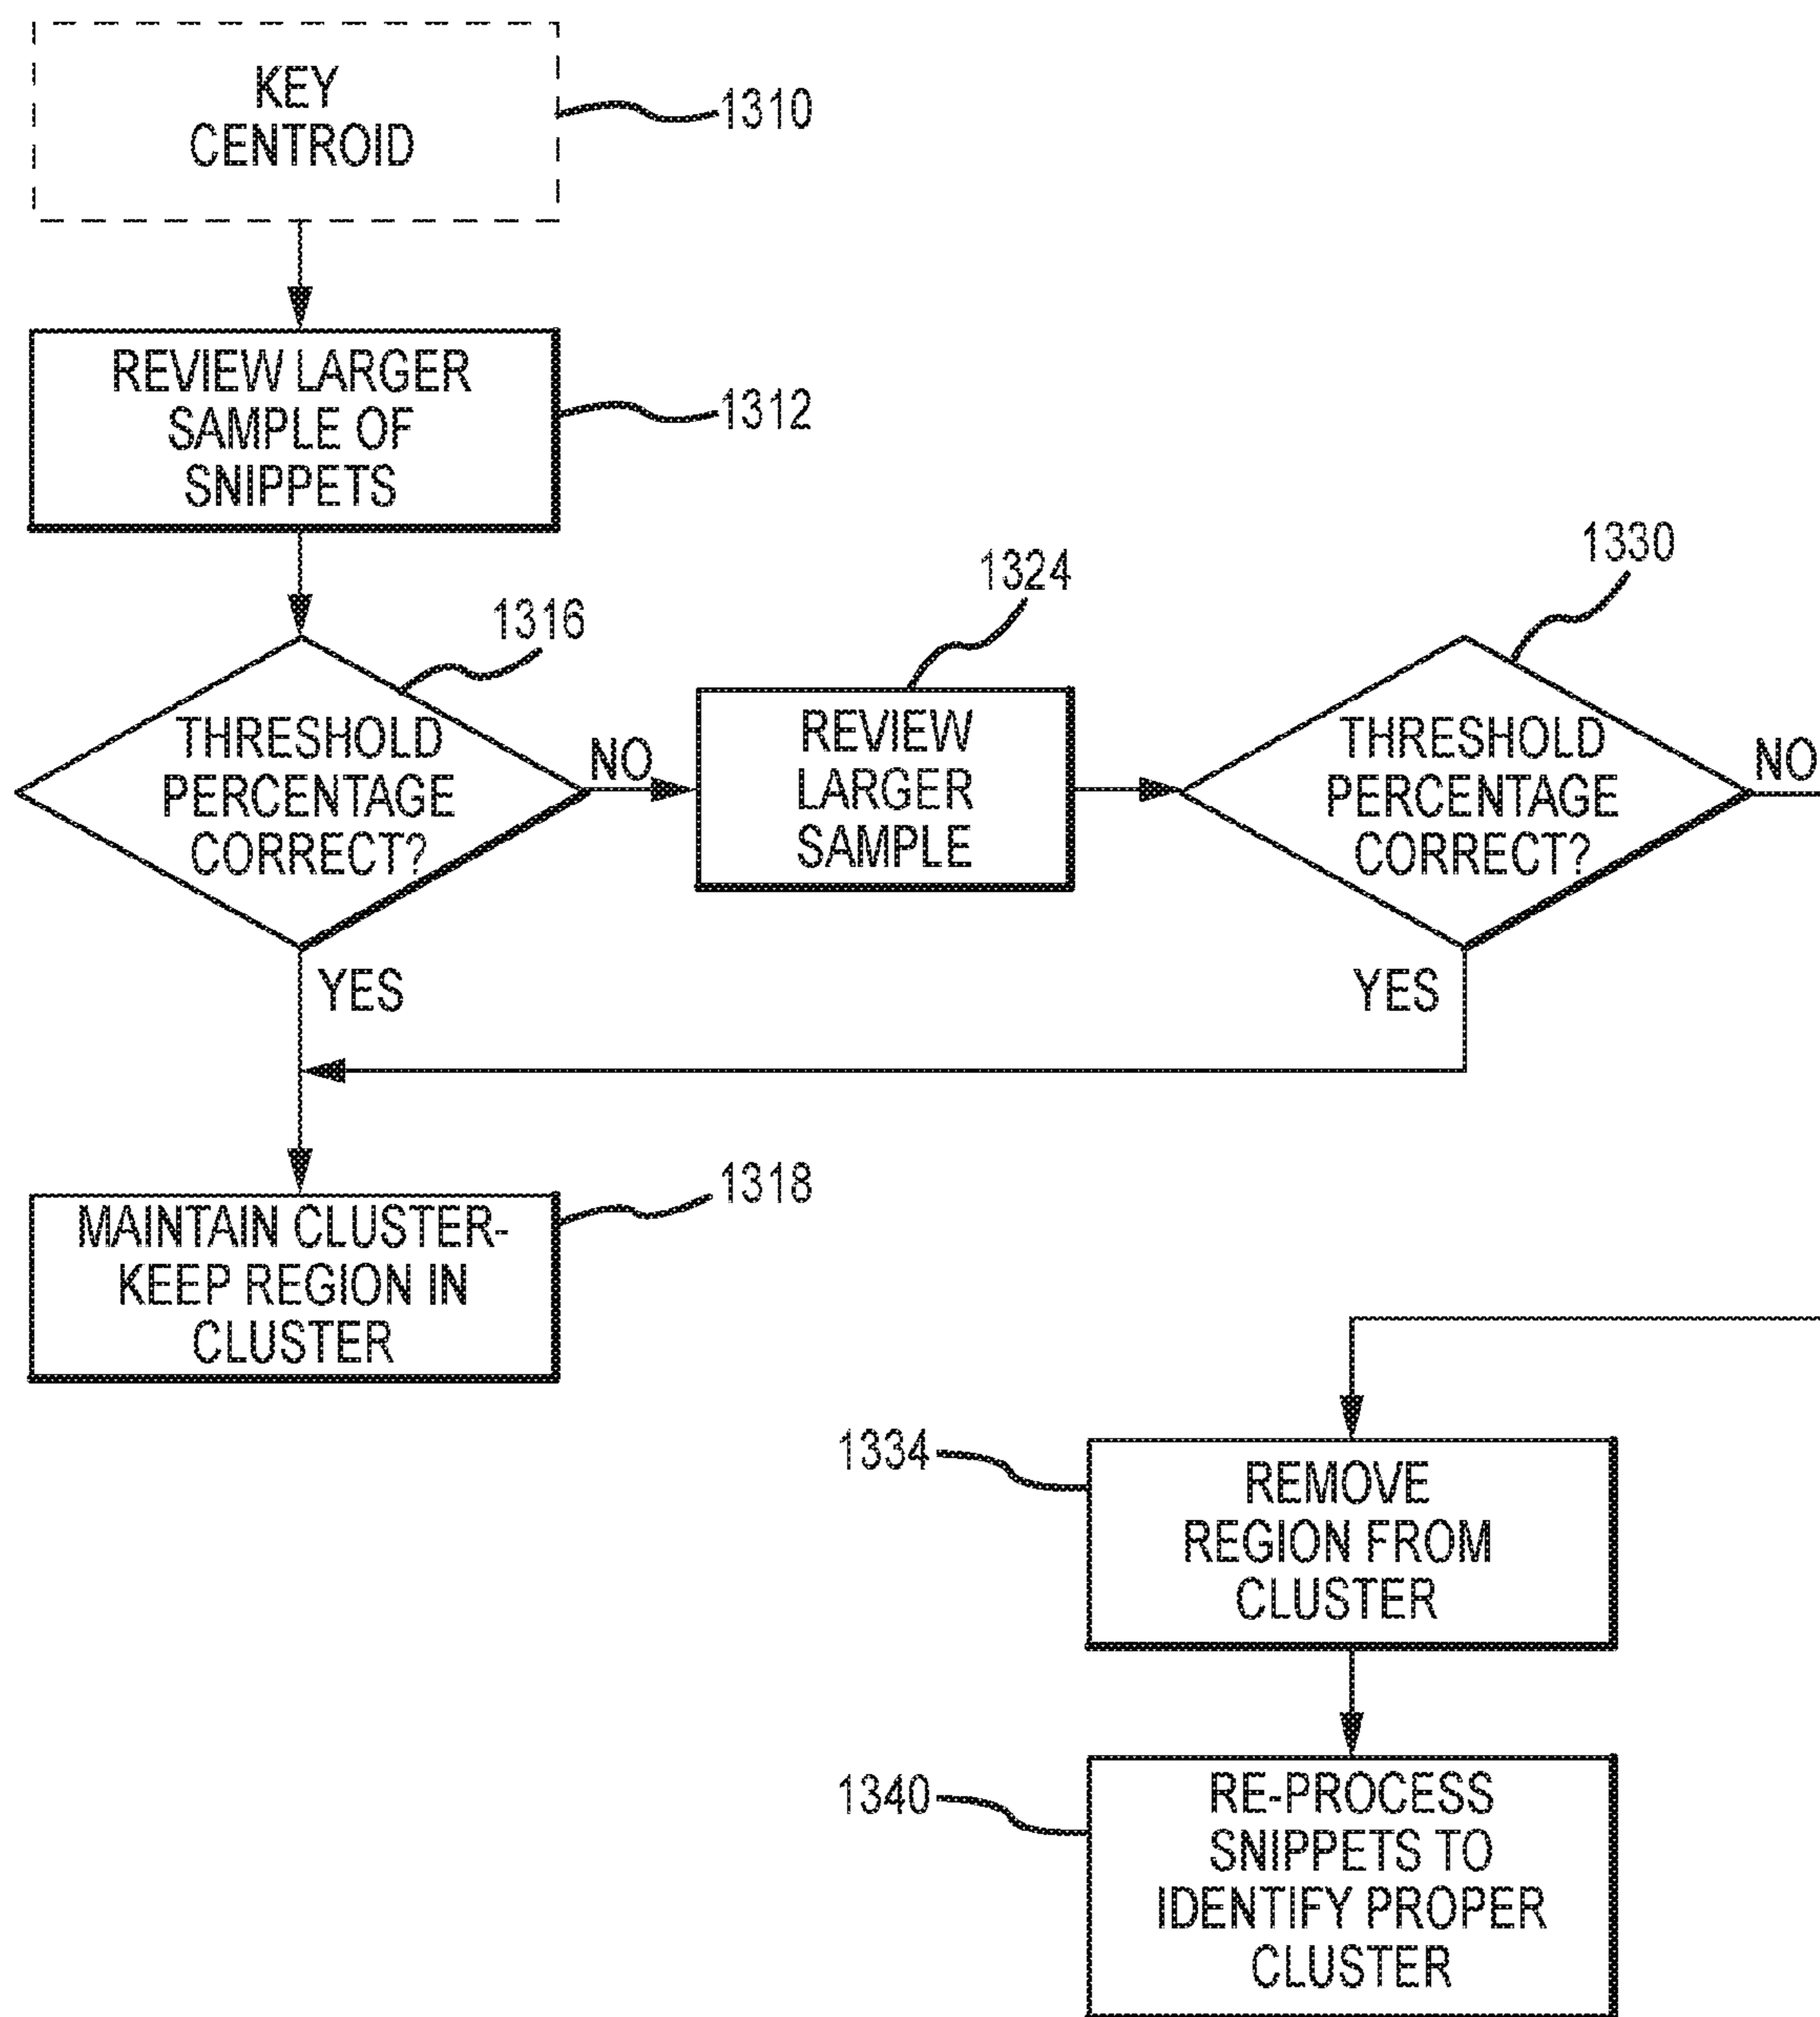 KEY
CENTROID
1310
REVIEW LARGER
SAMPLE OF
SNIPPETS
1312
1316
THRESHOLD
PERCENTAGE
CORRECT?
NO
YES
1324
REVIEW
LARGER
SAMPLE
1330
THRESHOLD
PERCENTAGE
CORRECT?
NO
YES
1318
MAINTAIN CLUSTER-
KEEP REGION IN
CLUSTER
1334
REMOVE
REGION FROM
CLUSTER
1340
RE-PROCESS
SNIPPETS TO
IDENTIFY PROPER
CLUSTER